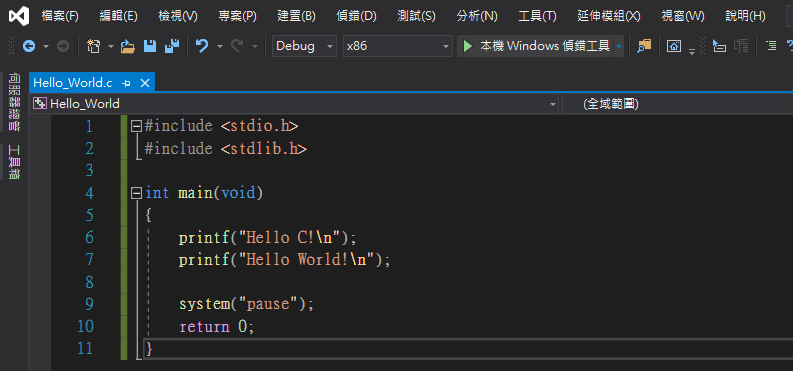 檔案(F) 編輯(E) 檢視(V) 專案(P) 建置(B) 偵錯(D) 測試(S) 分析(N) 工具(T) 延伸模組(X) 視窗(W) 說明(H)
Debug x86 本機 Windows 偵錯工具
伺服器總管
工具箱
Hello_World.c
Hello_World (全域範圍)
1 #include <stdio.h>
2 #include <stdlib.h>
3
4 int main(void)
5 {
6 printf("Hello C!\n");
7 printf("Hello World!\n");
8
9 system("pause");
10 return 0;
11 }